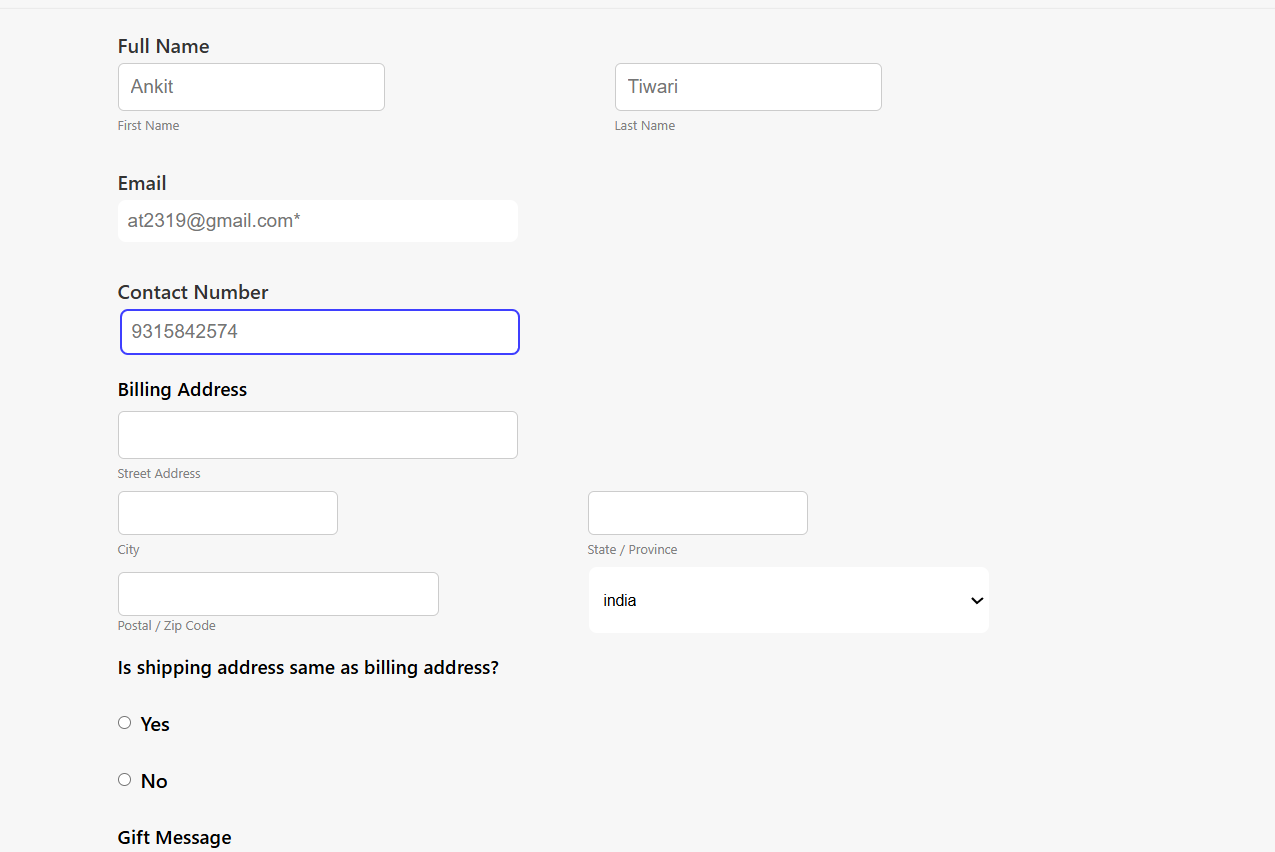 Full Name
Ankit Tiwari
First Name Last Name
Email
at2319@gmail.com*
Contact Number
9315842574
Billing Address
Street Address
City State / Province
india
Postal / Zip Code
Is shipping address same as billing address?
Yes
No
Gift Message